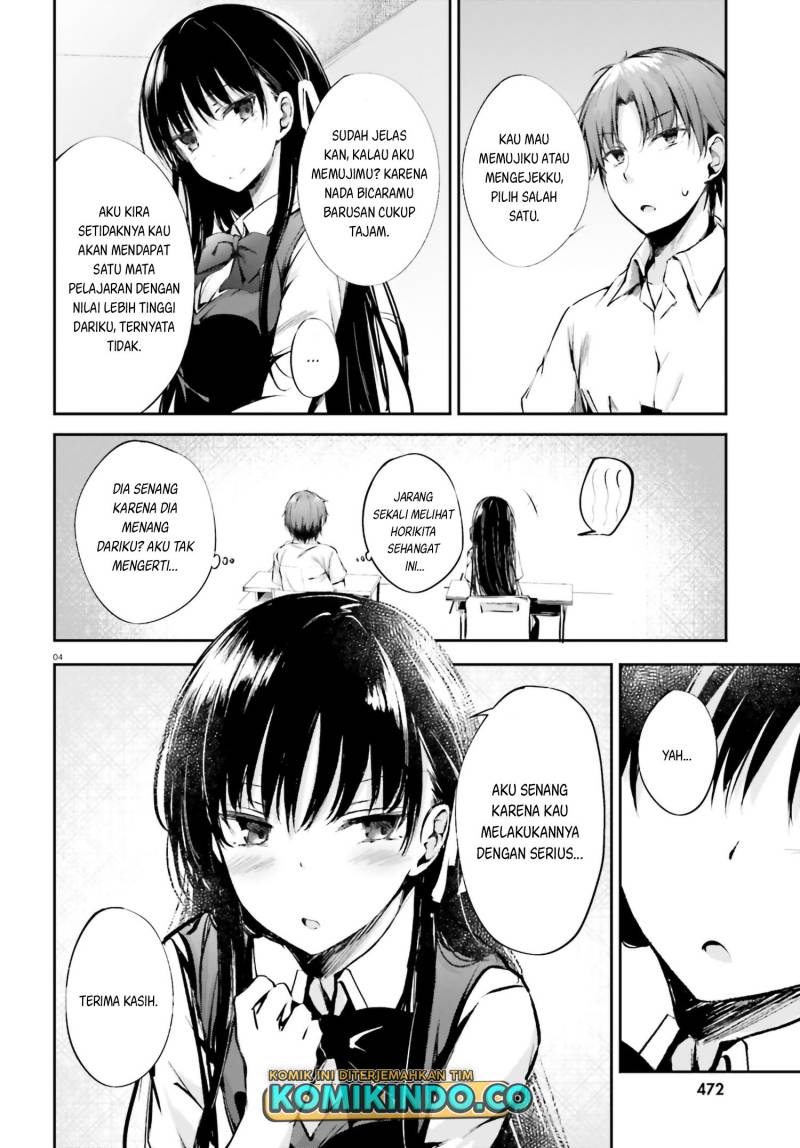 KAU MAU
MEMUJIKU ATAU
MENGEJEKKU,
PILIH SALAH
SATU.
SUDAH JELAS
KAN, KALAU AKU
MEMUJIMU? KARENA
NADA BICARAMU
BARUSAN CUKUP
TAJAM.
AKU KIRA
SETIDAKNYA KAU
AKAN MENDAPAT
SATU MATA
PELAJARAN DENGAN
NILAI LEBIH TINGGI
DARIKU, TERNYATA
TIDAK.
...
JARANG
SEKALI MELIHAT
HORIKITA
SEHANGAT
INI...
DIA SENANG
KARENA DIA
MENANG
DARIKU? AKU TAK
MENGERTI...
04
YAH...
AKU SENANG
KARENA KAU
MELAKUKANNYA
DENGAN SERIUS...
TERIMA KASIH.
KOMIK INI DITERJEMAHKAN TIM
KOMIKINDO.CO
472